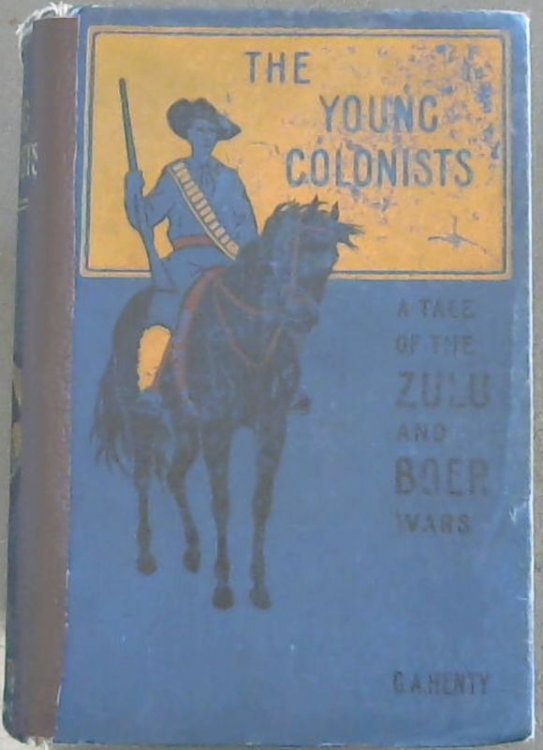 THE
YOUNG
COLONISTS
A TALE
OF THE
ZULU
AND
BOER
WARS
G.A. HENTY